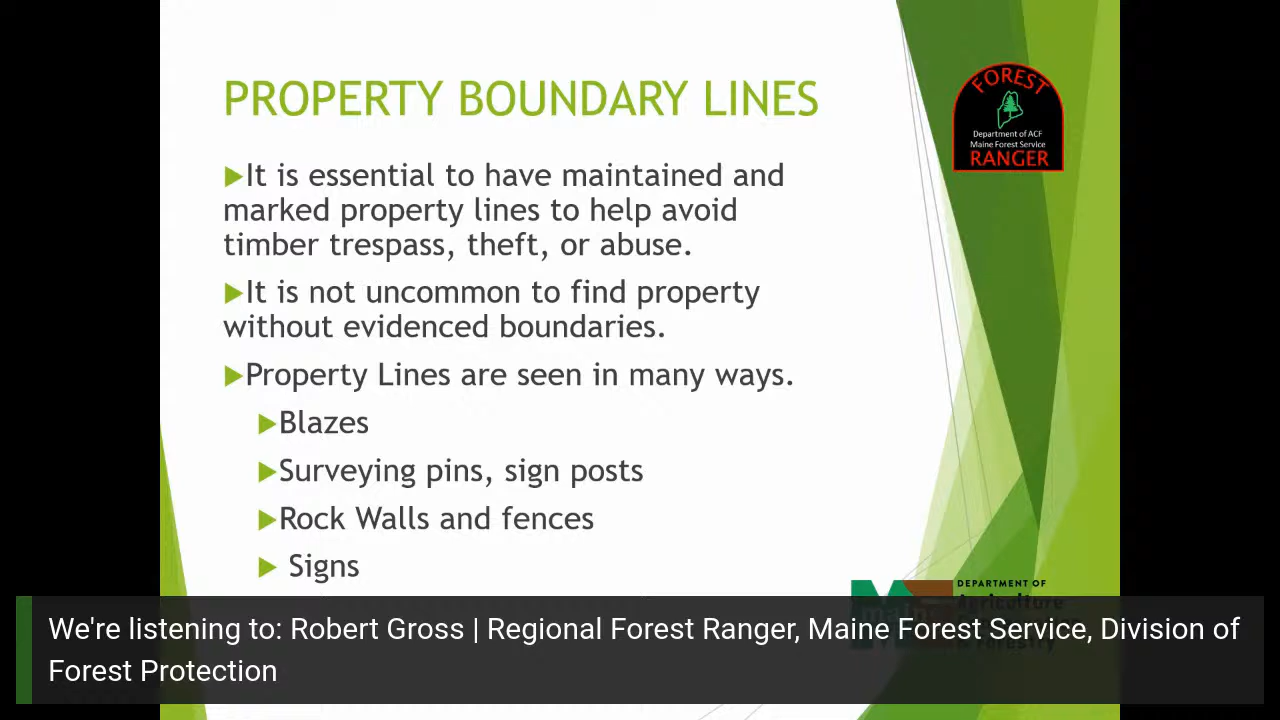 PROPERTY BOUNDARY LINES
FOREST
Department of ACF
Maine Forest Service
RANGER
It is essential to have maintained and
marked property lines to help avoid
timber trespass, theft, or abuse.
It is not uncommon to find property
without evidenced boundaries.
Property Lines are seen in many ways.
Blazes
Surveying pins, sign posts
Rock Walls and fences
Signs
DEPARTMENT OF
Agriculture
We're listening to: Robert Gross | Regional Forest Ranger, Maine Forest Service, Division of
Forest Protection